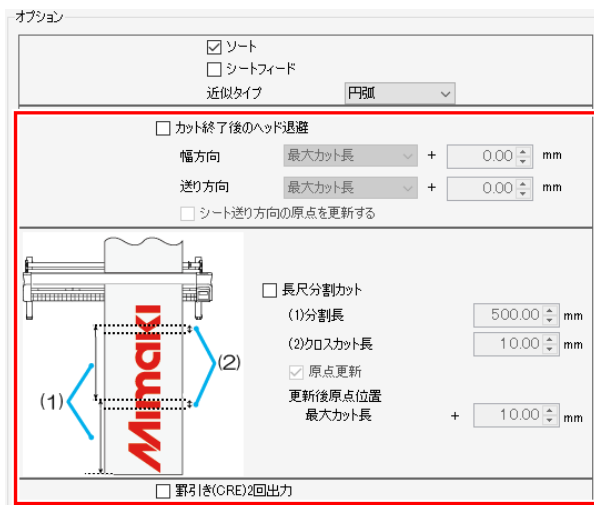 オプション
ソート
シートフィード
近似タイプ 円弧
カット終了後のヘッド退避
幅方向 最大カット長 + 0.00 mm
送り方向 最大カット長 + 0.00 mm
シート送り方向の原点を更新する
長尺分割カット
(1)分割長 500.00 mm
(2)クロスカット長 10.00 mm
原点更新
更新後原点位置
最大カット長 + 10.00 mm
(1)
(2)
Mimaki
罫引き(CRE)2回出力